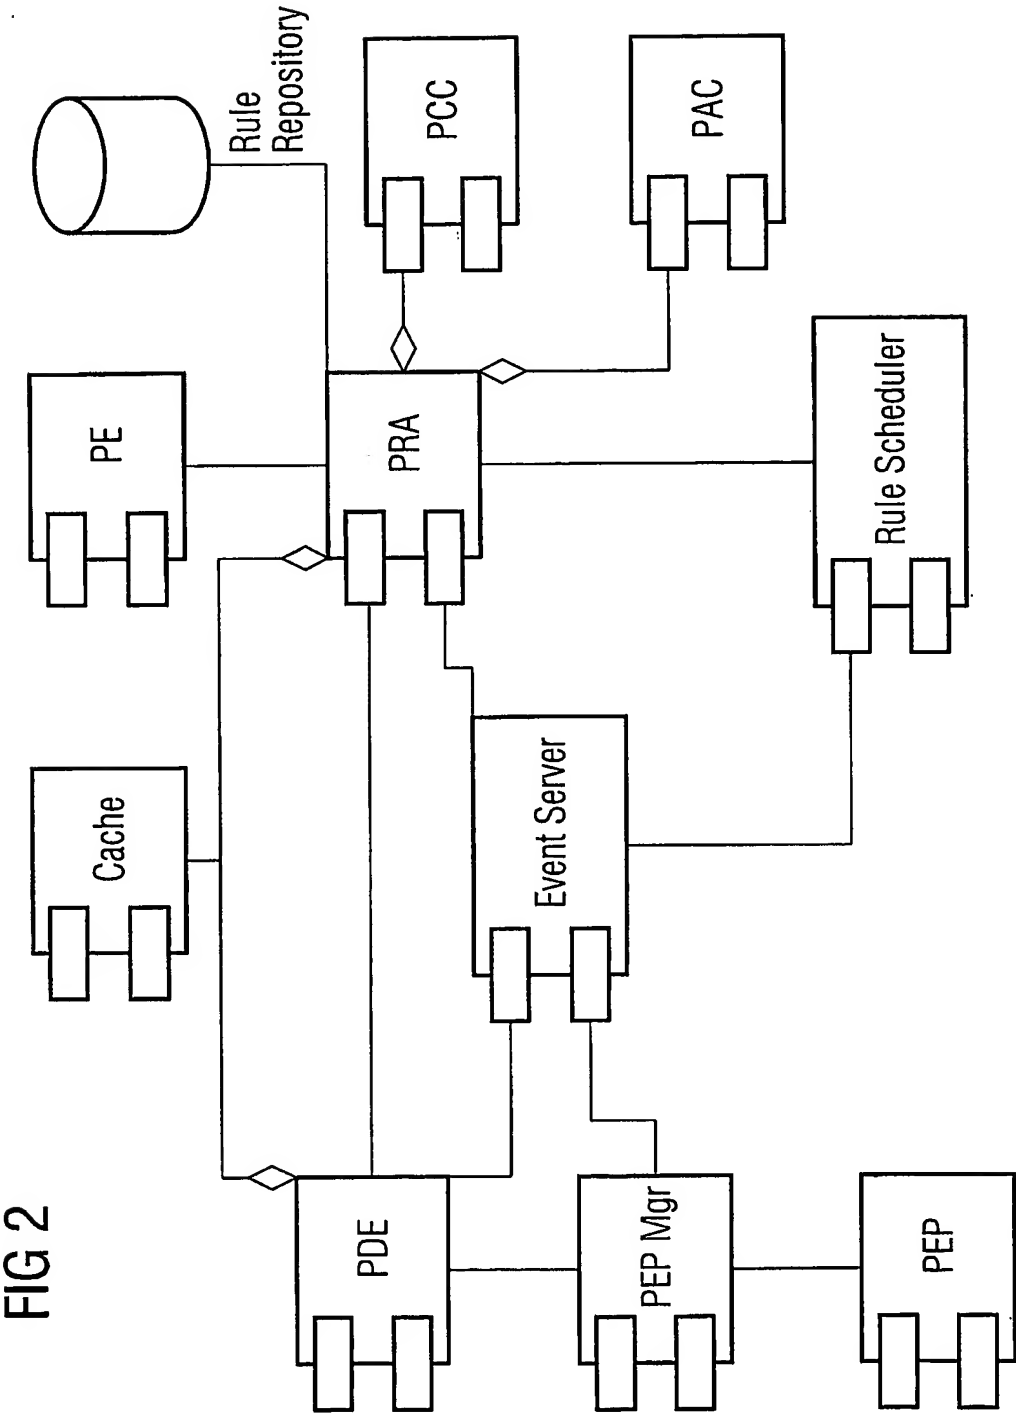 FIG 2
Cache
PE
Rule
Repository
PDE
PRA
PCC
Event Server
PEP Mgr
PAC
Rule Scheduler
PEP